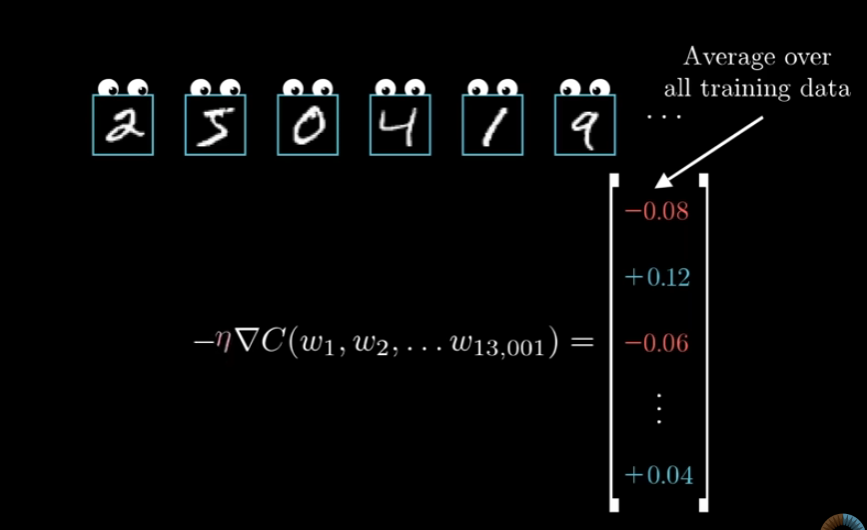 Average over
all training data
2 5 0 4 1 9 ...
−0.08
+0.12
−η∇C(w₁, w₂, … w₁₃,₀₀₁) = −0.06
⋮
+0.04